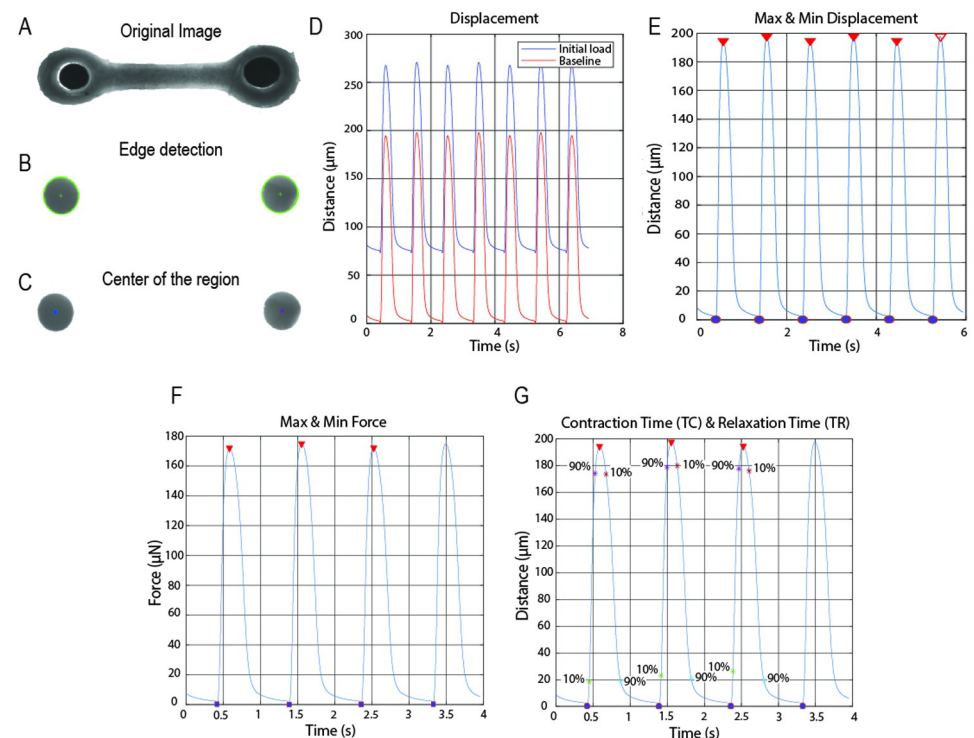 A
Original Image
B
Edge detection
C
Center of the region
D
Displacement
Initial load
Baseline
300
250
200
150
100
50
0
Distance (µm)
0 2 4 6 8
Time (s)
E
Max & Min Displacement
200
180
160
140
120
100
80
60
40
20
0
Distance (µm)
0 2 4 6
Time (s)
F
Max & Min Force
180
160
140
120
100
80
60
40
20
0
Force (µN)
0 0.5 1 1.5 2 2.5 3 3.5 4
Time (s)
G
Contraction Time (TC) & Relaxation Time (TR)
200
180
160
140
120
100
80
60
40
20
0
Distance (µm)
90% 10% 90% 10% 90% 10%
10% 90% 10% 90% 10% 90%
0 0.5 1 1.5 2 2.5 3 3.5 4
Time (s)